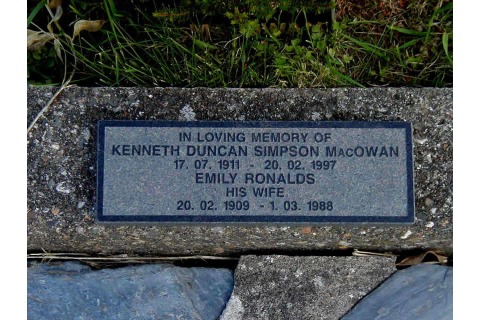 IN LOVING MEMORY OF
KENNETH DUNCAN SIMPSON MACOWAN
17. 07. 1911 - 20. 02. 1997
EMILY RONALDS
HIS WIFE
20. 02. 1909 - 1. 03. 1988